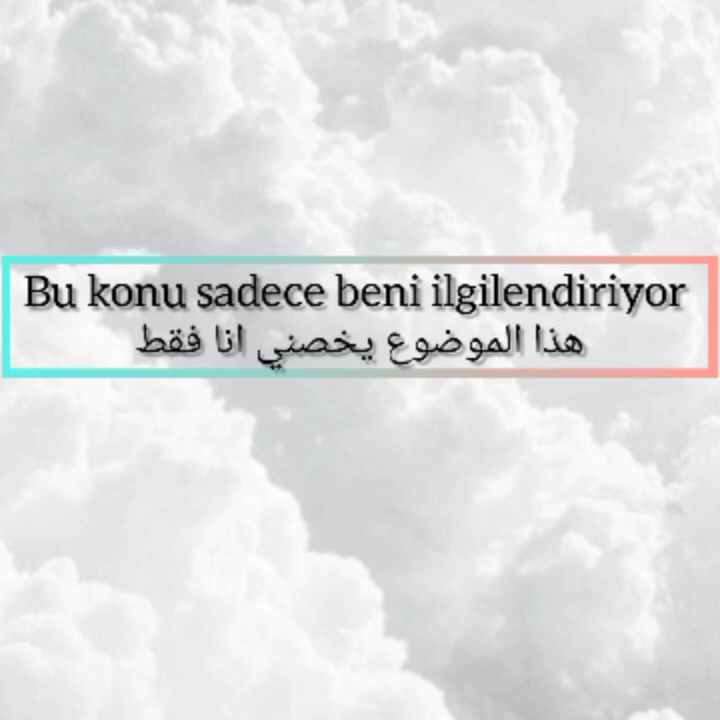 Bu konu sadece beni ilgilendiriyor
هذا الموضوع يخصني انا فقط